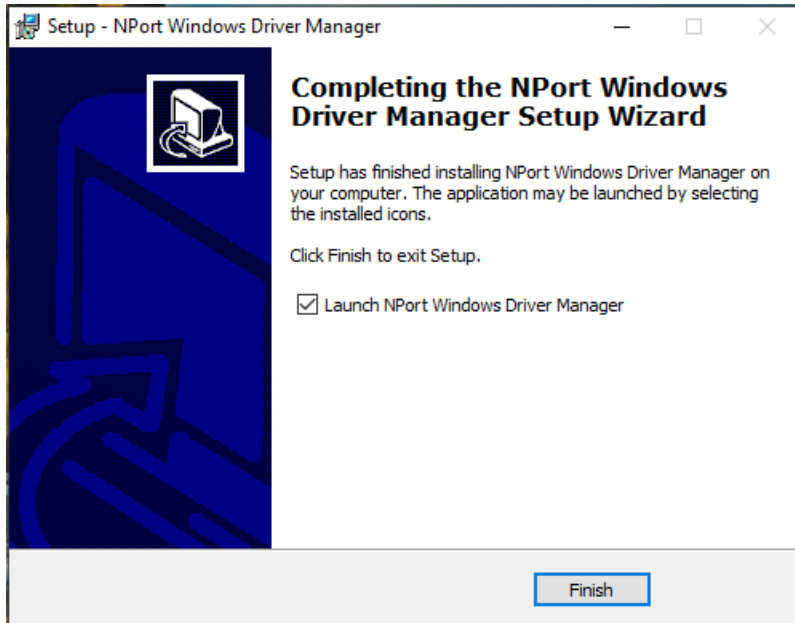 Setup - NPort Windows Driver Manager
Completing the NPort Windows
Driver Manager Setup Wizard
Setup has finished installing NPort Windows Driver Manager on
your computer. The application may be launched by selecting
the installed icons.
Click Finish to exit Setup.
Launch NPort Windows Driver Manager
Finish